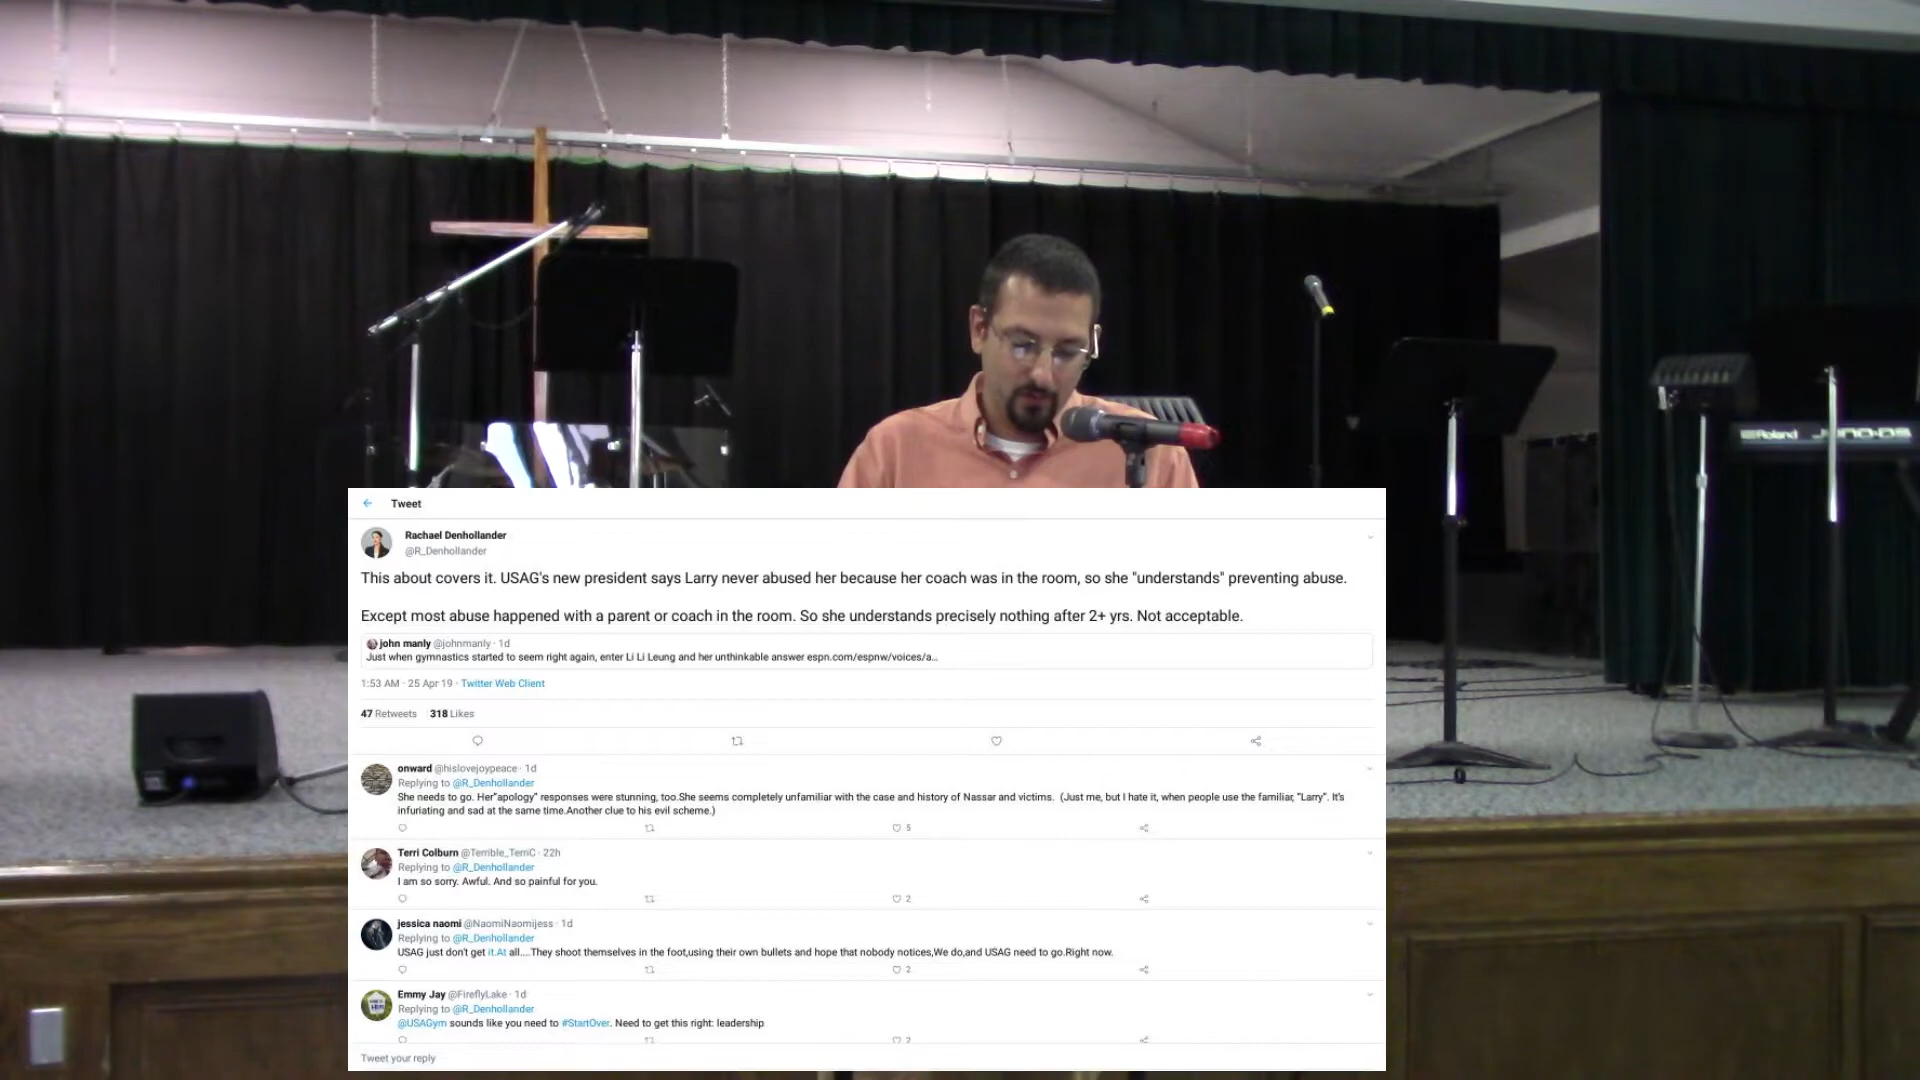 Tweet
Rachael Denhollander
@R_Denhollander
This about covers it. USAG's new president says Larry never abused her because her coach was in the room, so she "understands" preventing abuse.
Except most abuse happened with a parent or coach in the room. So she understands precisely nothing after 2+ yrs. Not acceptable.
john manly @johnmanly · 1d
Just when gymnastics started to seem right again, enter Li Li Leung and her unthinkable answer espn.com/espnw/voices/a...
1:53 AM · 25 Apr 19 · Twitter Web Client
47 Retweets 318 Likes
onward @hislovejoypeace · 1d
Replying to @R_Denhollander
She needs to go. Her"apology" responses were stunning, too.She seems completely unfamiliar with the case and history of Nassar and victims. (Just me, but I hate it, when people use the familiar, "Larry". It's
infuriating and sad at the same time.Another clue to his evil scheme.)
5
Terri Colburn @Terrible_TerriC · 22h
Replying to @R_Denhollander
I am so sorry. Awful. And so painful for you.
2
jessica naomi @NaomiNaomijess · 1d
Replying to @R_Denhollander
USAG just don't get it.At all....They shoot themselves in the foot,using their own bullets and hope that nobody notices,We do,and USAG need to go.Right now.
2
Emmy Jay @FireflyLake · 1d
Replying to @R_Denhollander
@USAGym sounds like you need to #StartOver. Need to get this right: leadership
2
Tweet your reply
Roland JUNO-DS